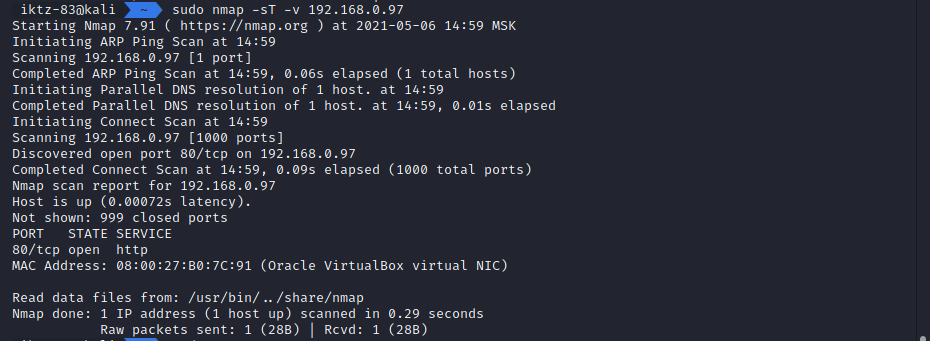 iktz-83@kali ~ sudo nmap -sT -v 192.168.0.97
Starting Nmap 7.91 ( https://nmap.org ) at 2021-05-06 14:59 MSK
Initiating ARP Ping Scan at 14:59
Scanning 192.168.0.97 [1 port]
Completed ARP Ping Scan at 14:59, 0.06s elapsed (1 total hosts)
Initiating Parallel DNS resolution of 1 host. at 14:59
Completed Parallel DNS resolution of 1 host. at 14:59, 0.01s elapsed
Initiating Connect Scan at 14:59
Scanning 192.168.0.97 [1000 ports]
Discovered open port 80/tcp on 192.168.0.97
Completed Connect Scan at 14:59, 0.09s elapsed (1000 total ports)
Nmap scan report for 192.168.0.97
Host is up (0.00072s latency).
Not shown: 999 closed ports
PORT   STATE SERVICE
80/tcp open  http
MAC Address: 08:00:27:B0:7C:91 (Oracle VirtualBox virtual NIC)
Read data files from: /usr/bin/../share/nmap
Nmap done: 1 IP address (1 host up) scanned in 0.29 seconds
Raw packets sent: 1 (28B) | Rcvd: 1 (28B)